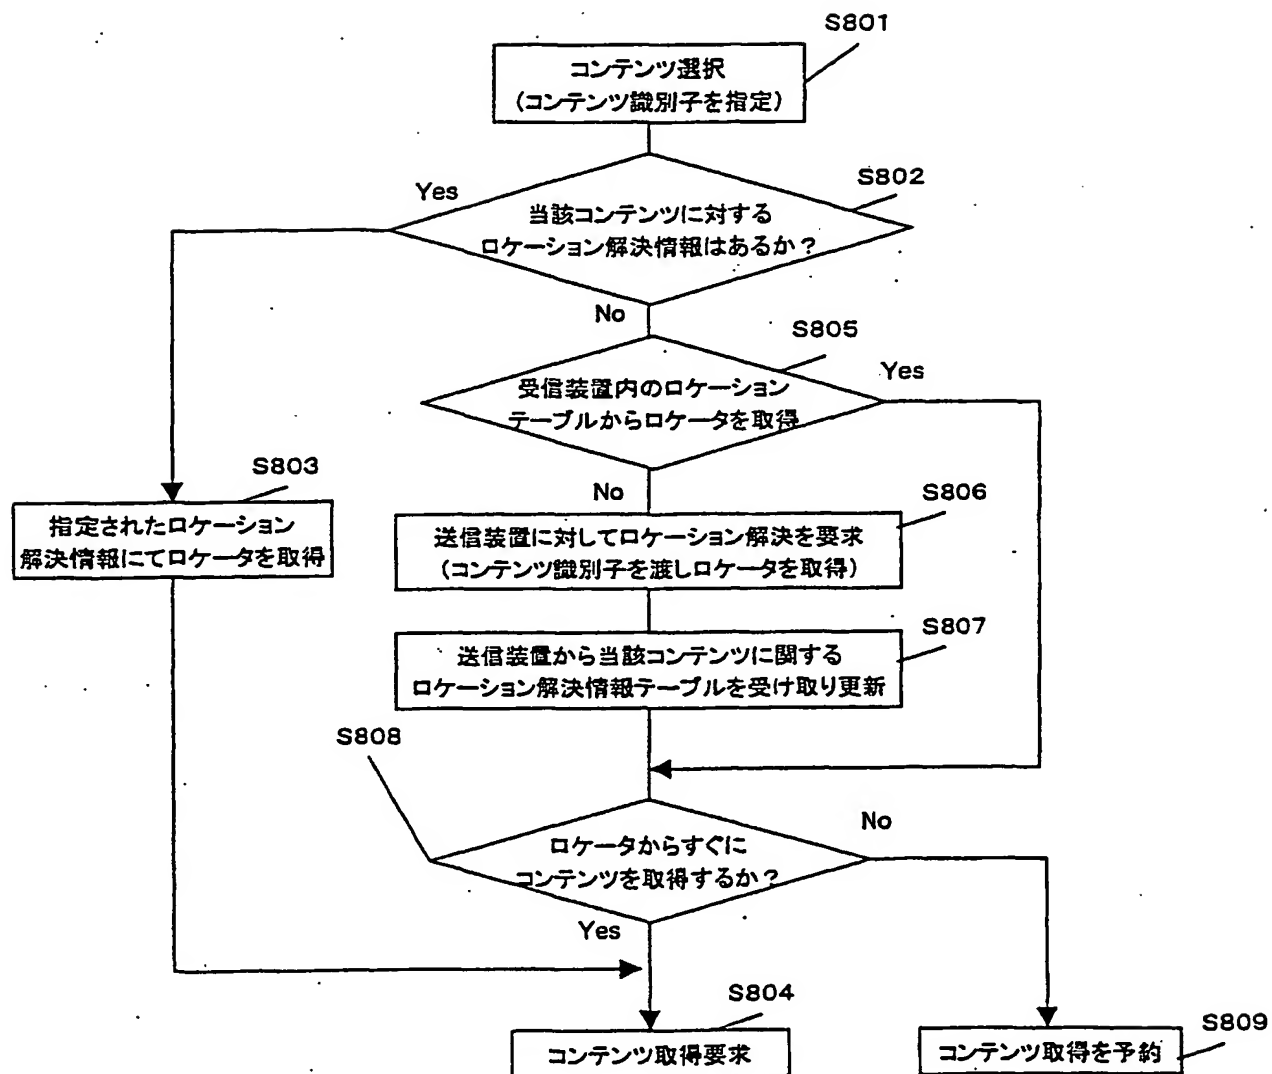 S801
コンテンツ選択
(コンテンツ識別子を指定)
S802
Yes
当該コンテンツに対する
ロケーション解決情報はあるか?
No
S805
Yes
受信装置内のロケーション
テーブルからロケータを取得
S803
指定されたロケーション
解決情報にてロケータを取得
No
S806
送信装置に対してロケーション解決を要求
(コンテンツ識別子を渡しロケータを取得)
S807
送信装置から当該コンテンツに関する
ロケーション解決情報テーブルを受け取り更新
S808
ロケータからすぐに
コンテンツを取得するか?
No
Yes
S804
コンテンツ取得要求
S809
コンテンツ取得を予約